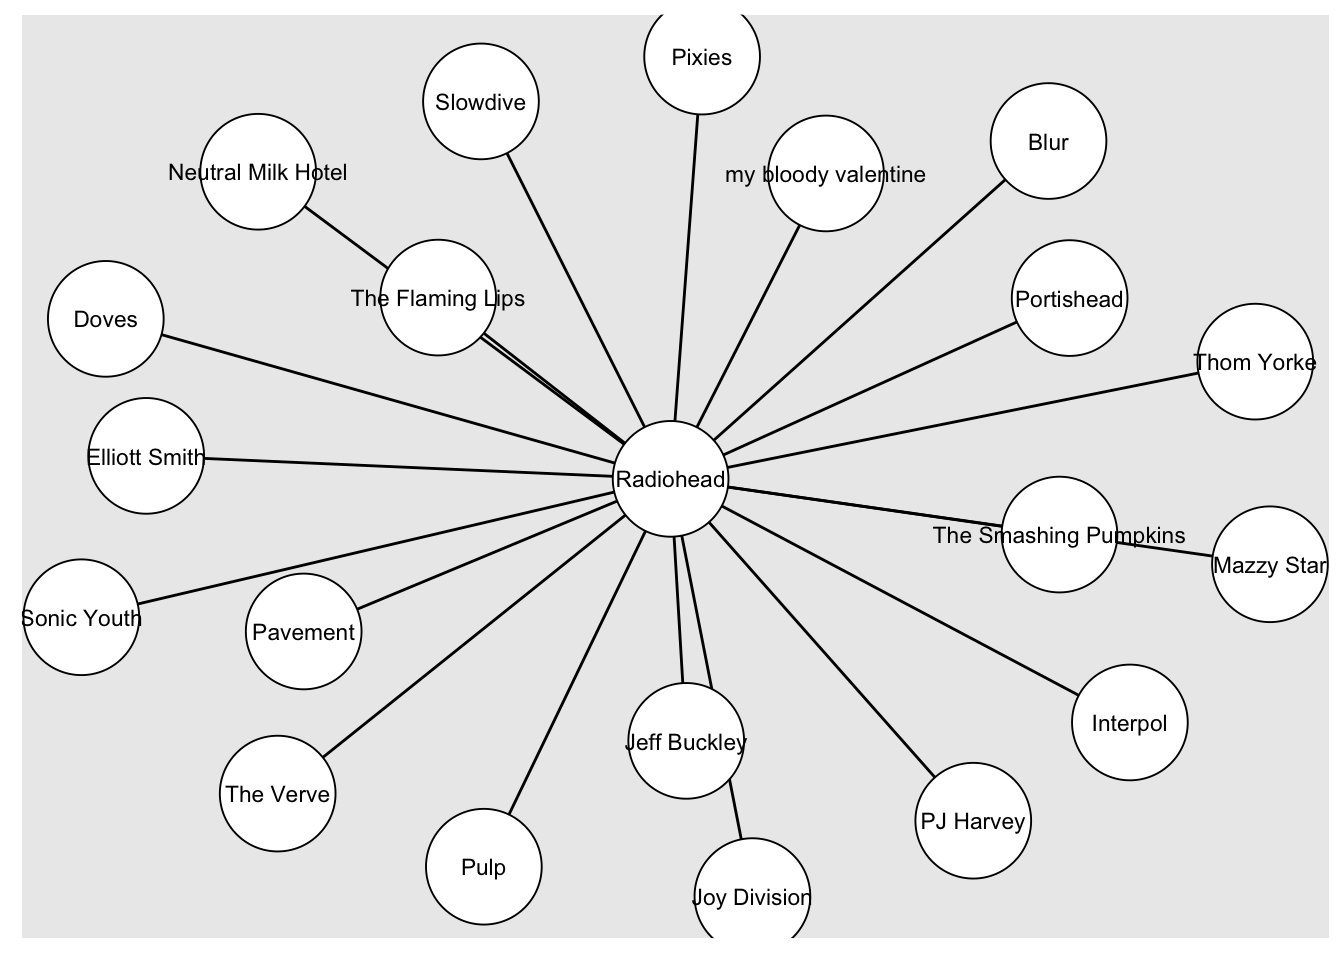 Pixies
Slowdive
Blur
Neutral Milk Hotel
my bloody valentine
The Flaming Lips
Portishead
Doves
Thom Yorke
Elliott Smith
Radiohead
The Smashing Pumpkins
Mazzy Star
Sonic Youth
Pavement
Interpol
Jeff Buckley
The Verve
PJ Harvey
Pulp
Joy Division